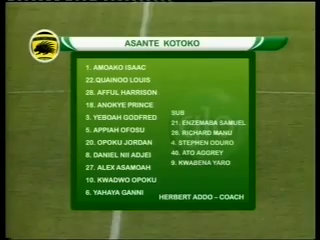 ASANTE KOTOKO
1. AMOAKO ISAAC
22.QUAINOO LOUIS
28. AFFUL HARRISON
18. ANOKYE PRINCE
3. YEBOAH GODFRED
5. APPIAH OFOSU
20. OPOKU JORDAN
8. DANIEL NII ADJEI
27. ALEX ASAMOAH
10. KWADWO OPOKU
6. YAHAYA GANNI
SUB
21. ENZEMASA SAMUEL
26. RICHARD MANU
4. STEPHEN ODURO
40. ATO AGGREY
9. KWABENA YARO
HERBERT ADDO – COACH